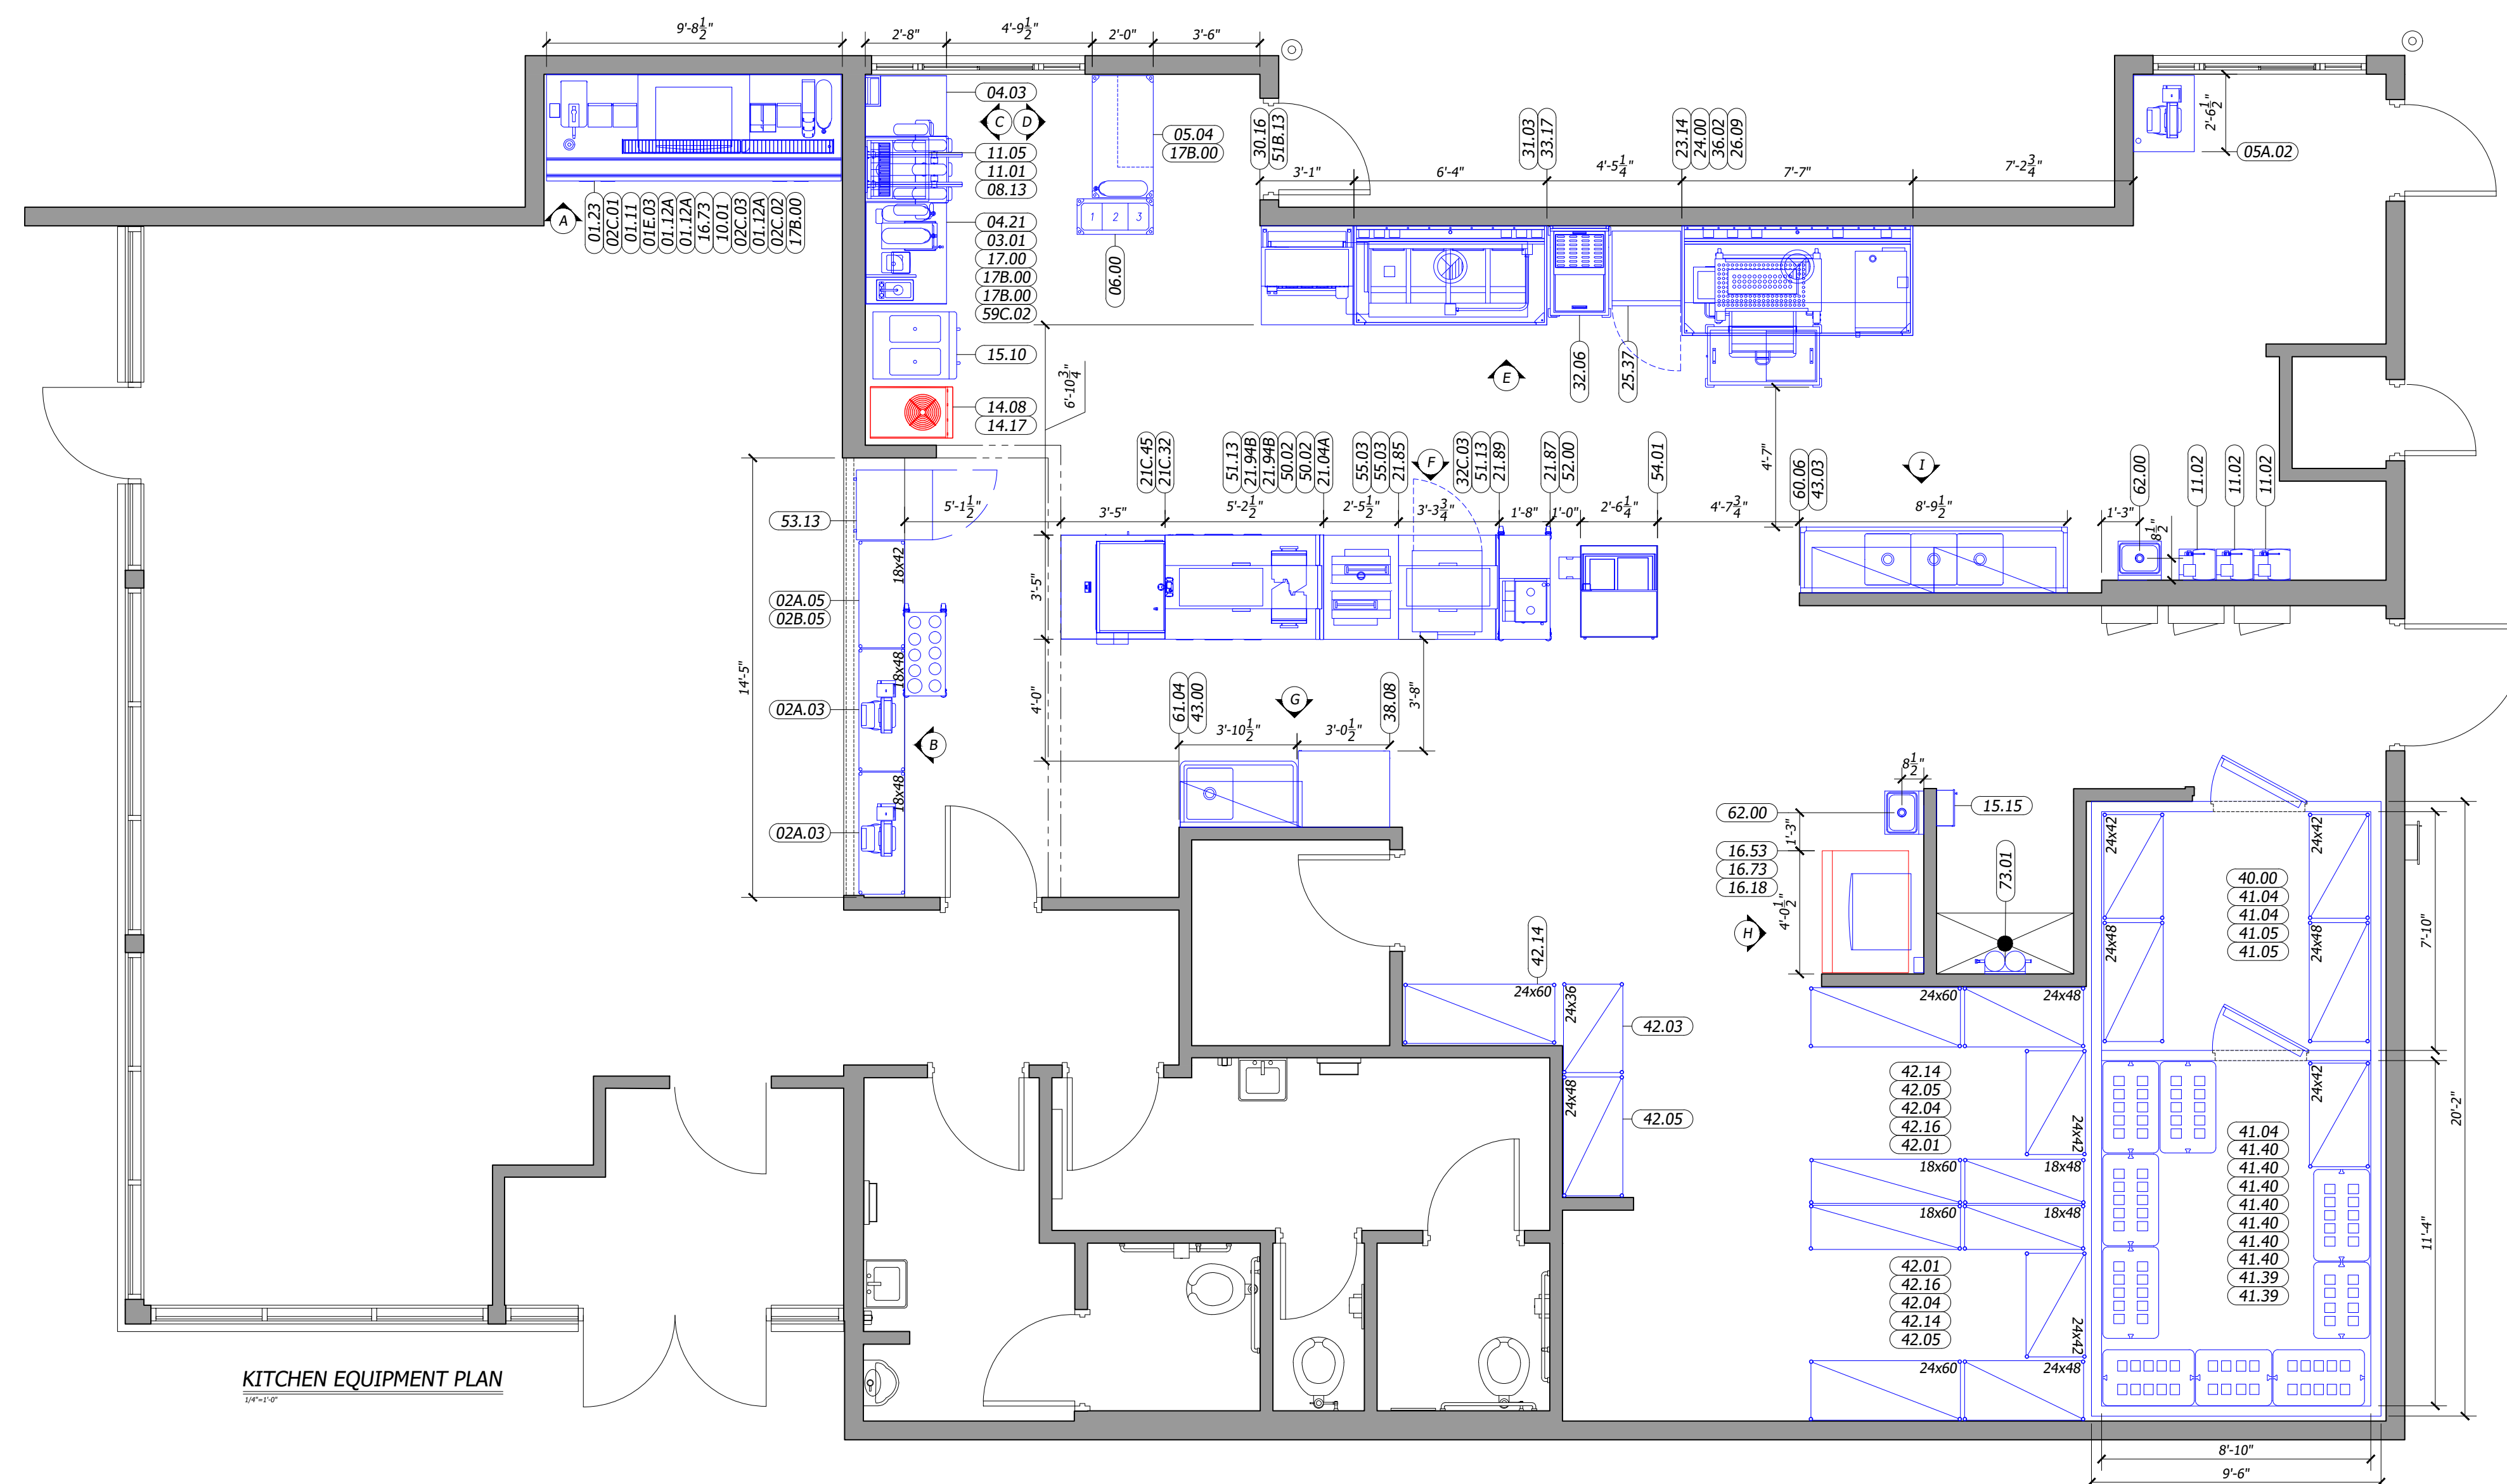 9'-8 1/2"
2'-8"
4'-9 1/2"
2'-0"
3'-6"
04.03
C
D
11.05
11.01
08.13
04.21
03.01
17.00
17B.00
17B.00
59C.02
15.10
14.08
14.17
05.04
17B.00
1 2 3
06.00
A
01.23
02C.01
01.11
01E.03
01.12A
01.12A
16.73
10.01
02C.03
01.12A
02C.02
17B.00
30.16
51B.13
31.03
33.17
23.14
24.00
36.02
26.09
3'-1"
6'-4"
4'-5 1/4"
7'-7"
7'-2 3/4"
2'-6 1/2"
05A.02
E
32.06
25.37
6'-10 3/4"
4'-7"
21C.45
21C.32
51.13
21.94B
21.94B
50.02
50.02
21.04A
55.03
55.03
21.85
F
32C.03
51.13
21.89
21.87
52.00
54.01
60.06
43.03
I
62.00
11.02
11.02
11.02
5'-1 1/2"
3'-5"
5'-2 1/2"
2'-5 1/2"
3'-3 3/4"
1'-8"
1'-0"
2'-6 1/4"
4'-7 3/4"
8'-9 1/2"
1'-3"
8 1/2"
53.13
18x42
02A.05
02B.05
18x48
02A.03
18x48
02A.03
14'-5"
B
3'-5"
4'-0"
61.04
43.00
G
38.08
3'-10 1/2"
3'-0 1/2"
3'-8"
8 1/2"
62.00
15.15
1'-3"
16.53
16.73
16.18
4'-0 1/2"
H
73.01
24x42
24x42
40.00
41.04
41.04
41.05
41.05
24x48
24x48
7'-10"
20'-2"
42.14
24x60
24x36
42.03
24x48
42.05
24x60
24x48
42.14
42.05
42.04
42.16
42.01
24x42
18x60
18x48
18x60
18x48
42.01
42.16
42.04
42.14
42.05
24x42
24x60
24x48
24x42
41.04
41.40
41.40
41.40
41.40
41.40
41.40
41.40
41.39
41.39
11'-4"
8'-10"
9'-6"
KITCHEN EQUIPMENT PLAN
1/4"=1'-0"